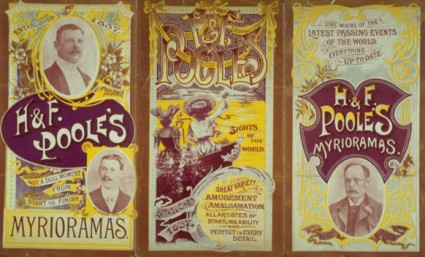 ESTABLISHED
1837
H & F.
POOLE'S
NOT A DULL MOMENT
FROM
START TO FINISH
MYRIORAMAS
H & F.
POOLE'S
SIGHTS
OF THE
WORLD.
GREAT VARIETY
AMUSEMENT
AMALGAMATION.
ALL ARTISTES OF
STARTLING ABILITY
AND
PERFECT IN EVERY
DETAIL.
ONE WHIRL OF THE
LATEST PASSING EVENTS
OF THE WORLD.
EVERYTHING
UP-TO-DATE.
H & F.
POOLE'S
MYRIORAMAS.